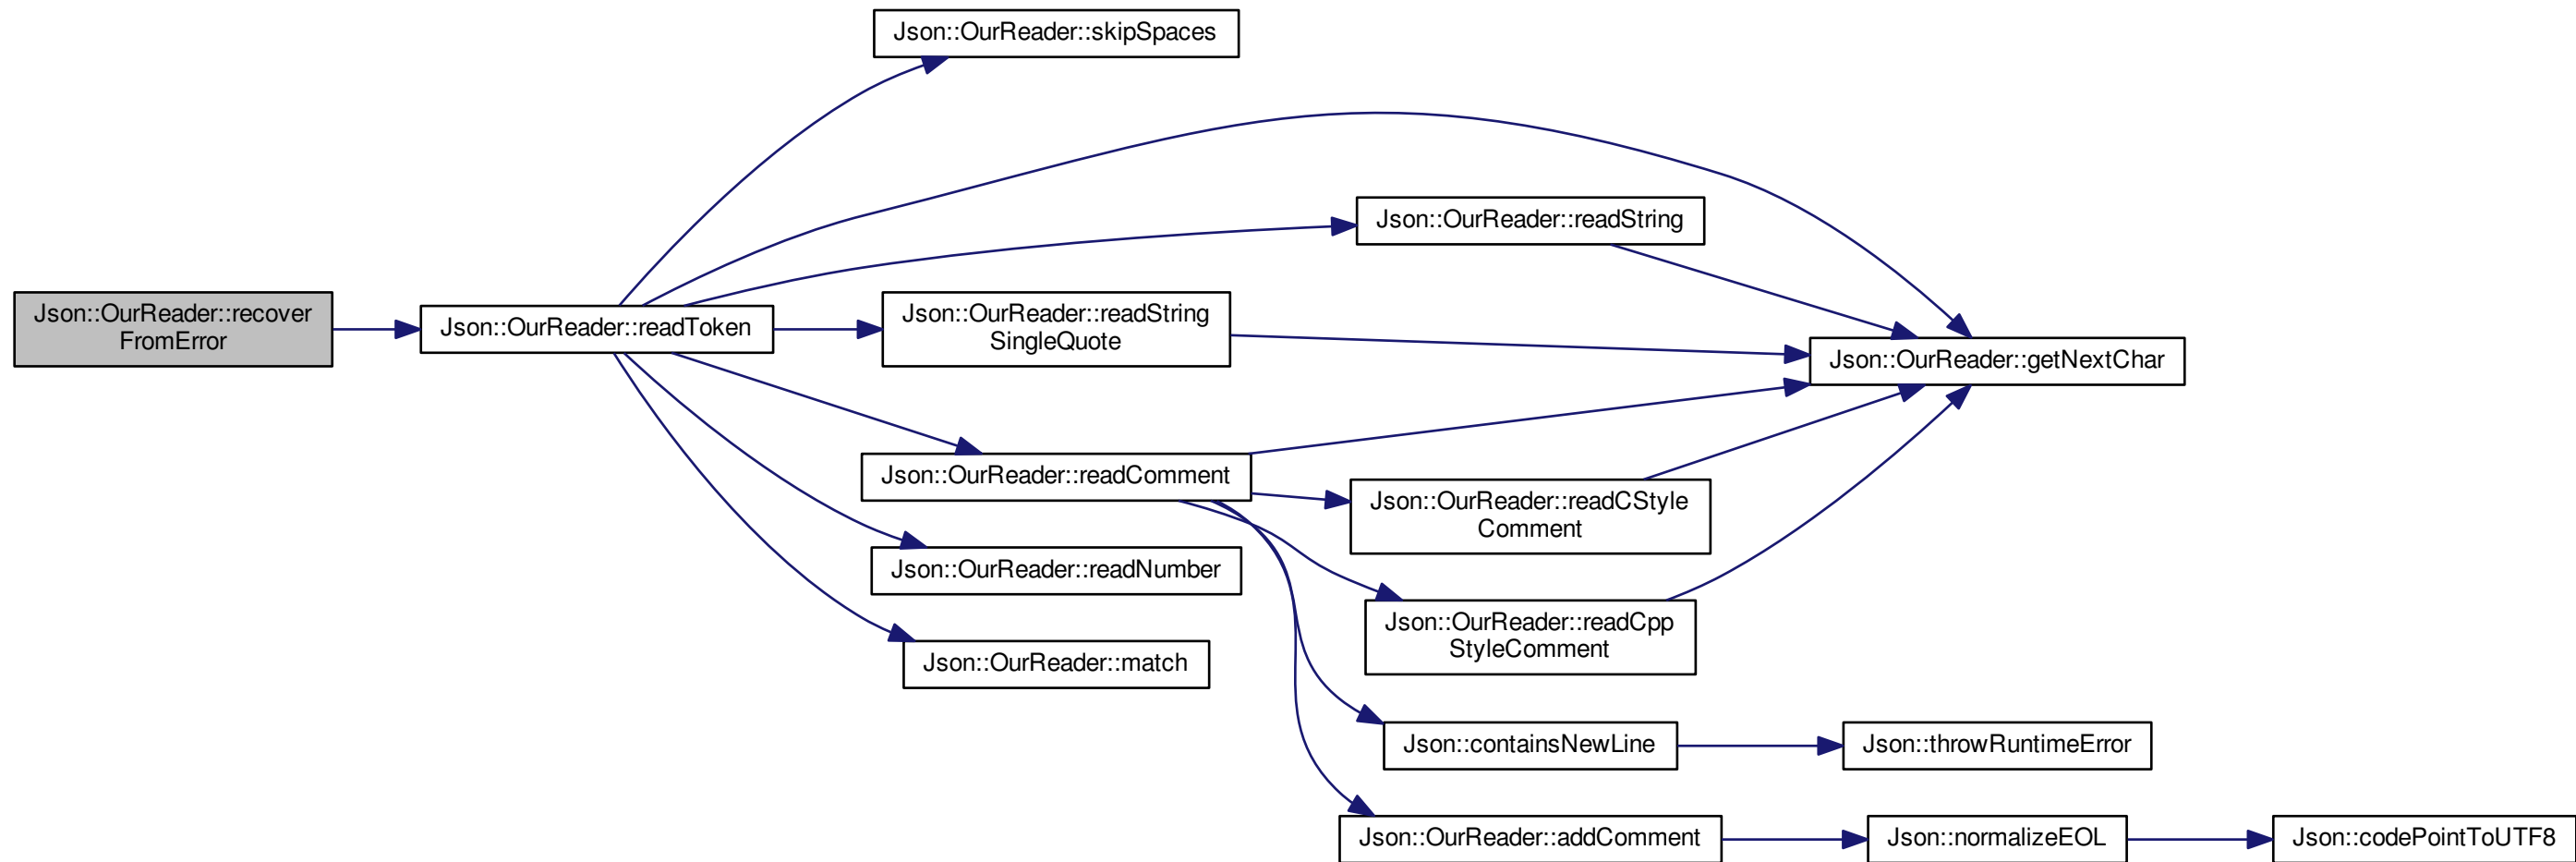 Json::OurReader::skipSpaces
Json::OurReader::readString
Json::OurReader::recover
FromError
Json::OurReader::readToken
Json::OurReader::readString
SingleQuote
Json::OurReader::getNextChar
Json::OurReader::readComment
Json::OurReader::readCStyle
Comment
Json::OurReader::readNumber
Json::OurReader::readCpp
StyleComment
Json::OurReader::match
Json::containsNewLine
Json::throwRuntimeError
Json::OurReader::addComment
Json::normalizeEOL
Json::codePointToUTF8